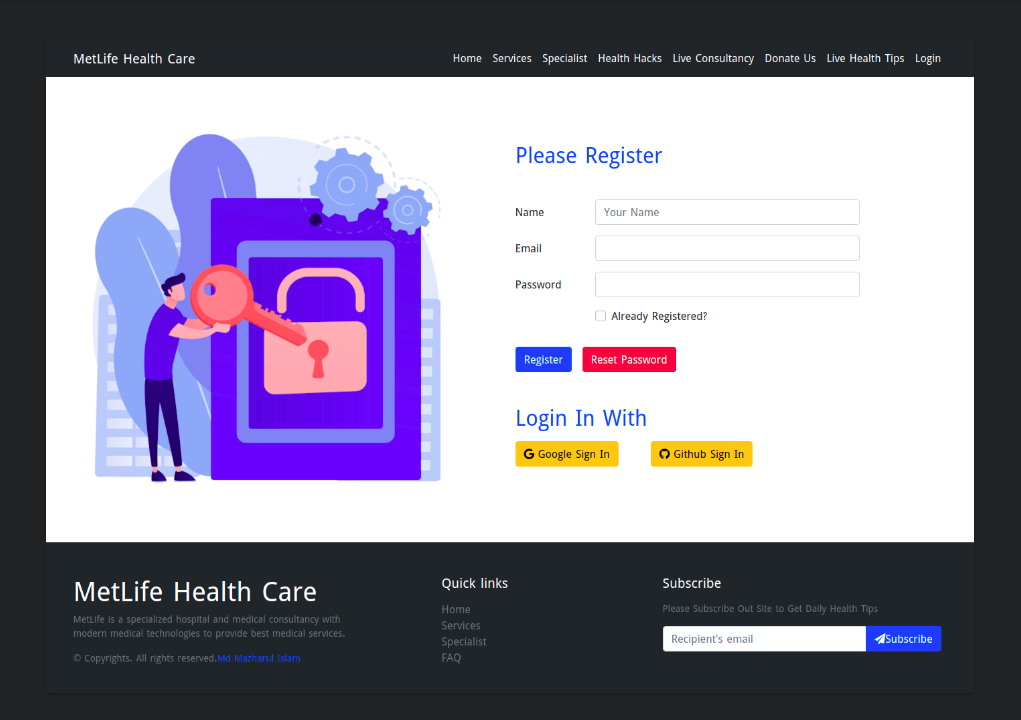 MetLife Health Care
Home Services Specialist Health Hacks Live Consultancy Donate Us Live Health Tips Login
Please Register
Name
Your Name
Email
Password
Already Registered?
Register
Reset Password
Login In With
Google Sign In
Github Sign In
MetLife Health Care
MetLife is a specialized hospital and medical consultancy with
modern medical technologies to provide best medical services.
© Copyrights. All rights reserved.Md Mazharul Islam
Quick links
Home
Services
Specialist
FAQ
Subscribe
Please Subscribe Out Site to Get Daily Health Tips
Recipient's email
Subscribe